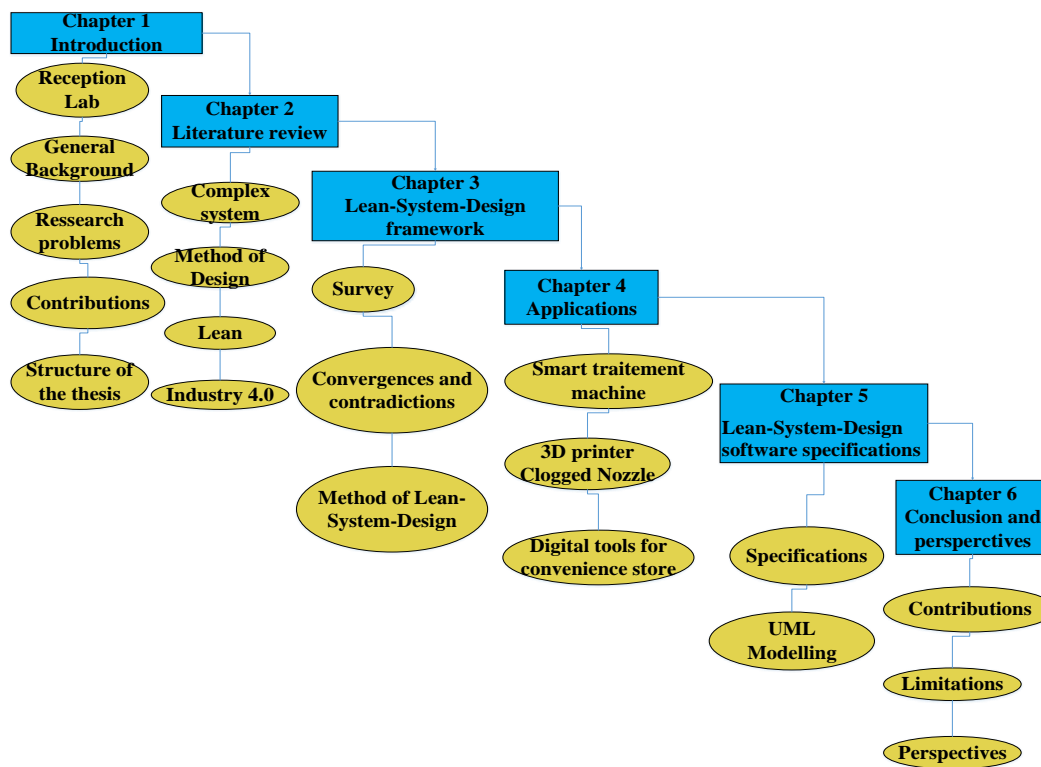 Chapter 1
Introduction
Reception
Lab
General
Background
Ressearch
problems
Contributions
Structure of
the thesis
Chapter 2
Literature review
Complex
system
Method of
Design
Lean
Industry 4.0
Chapter 3
Lean-System-Design
framework
Survey
Convergences and
contradictions
Method of Lean-
System-Design
Chapter 4
Applications
Smart traitement
machine
3D printer
Clogged Nozzle
Digital tools for
convenience store
Chapter 5
Lean-System-Design
software specifications
Specifications
UML
Modelling
Chapter 6
Conclusion and
persperctives
Contributions
Limitations
Perspectives